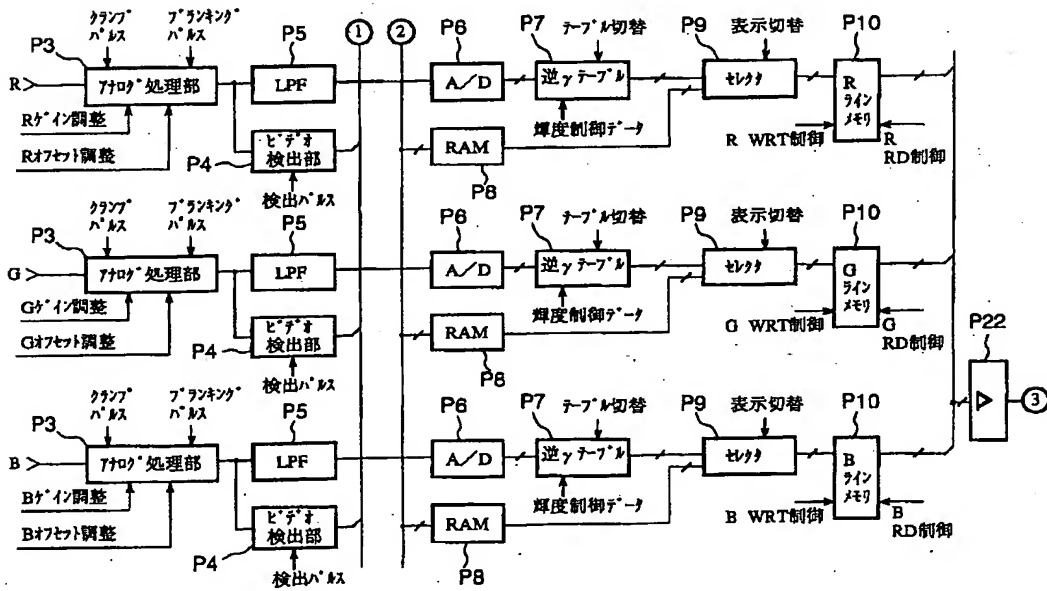 クランプ
パルス
ブランキング
パルス
P3
P5
①
②
P6
P7
テーブル切替
P9
表示切替
P10
R
アナログ処理部
LPF
A/D
逆γテーブル
セレクタ
R
ライン
メモリ
Rゲイン調整
Rオフセット調整
P4
ビデオ
検出部
検出パルス
RAM
P8
輝度制御データ
R WRT制御
R
RD制御
クランプ
パルス
ブランキング
パルス
P3
P5
P6
P7
テーブル切替
P9
表示切替
P10
G
アナログ処理部
LPF
A/D
逆γテーブル
セレクタ
G
ライン
メモリ
Gゲイン調整
Gオフセット調整
P4
ビデオ
検出部
検出パルス
RAM
P8
輝度制御データ
G WRT制御
G
RD制御
P22
▷
③
クランプ
パルス
ブランキング
パルス
P3
P5
P6
P7
テーブル切替
P9
表示切替
P10
B
アナログ処理部
LPF
A/D
逆γテーブル
セレクタ
B
ライン
メモリ
Bゲイン調整
Bオフセット調整
P4
ビデオ
検出部
検出パルス
RAM
P8
輝度制御データ
B WRT制御
B
RD制御